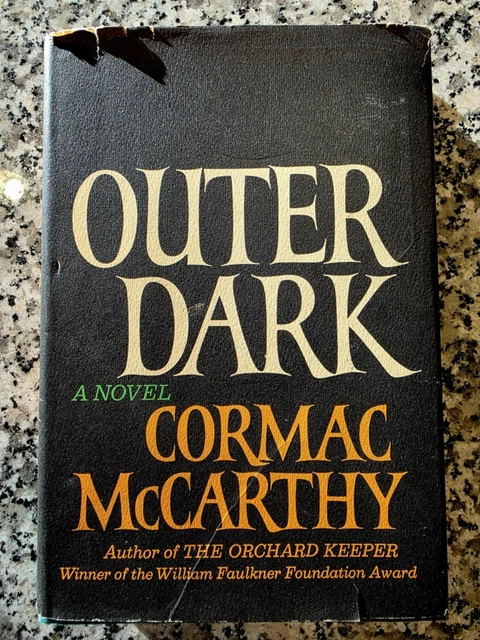 OUTER
DARK
A NOVEL
CORMAC
McCARTHY
Author of THE ORCHARD KEEPER
Winner of the William Faulkner Foundation Award